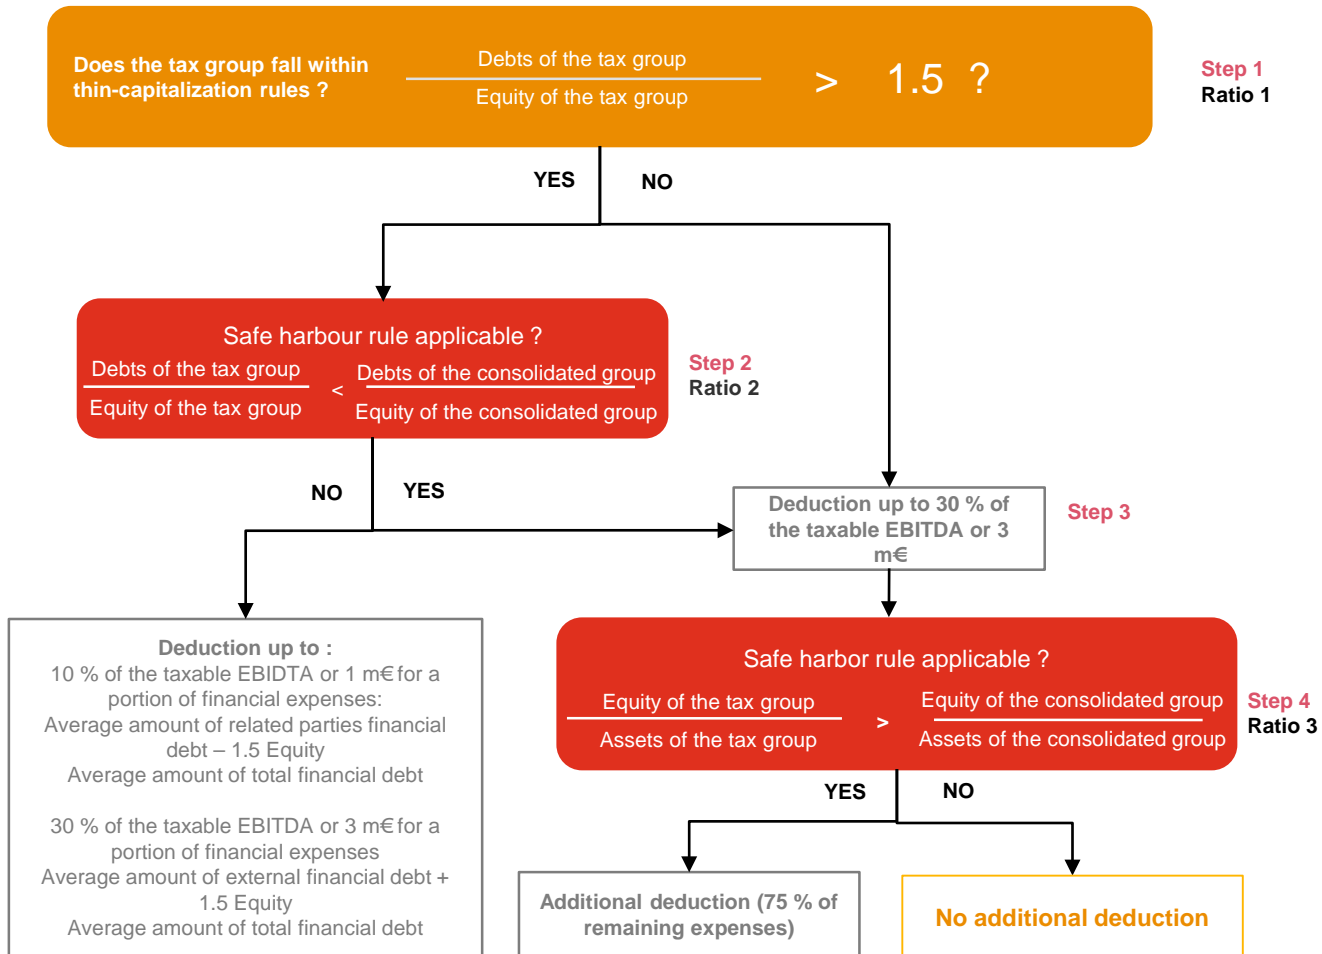 Does the tax group fall within
thin-capitalization rules ?
Debts of the tax group
Equity of the tax group
> 1.5 ?
Step 1
Ratio 1
YES
NO
Safe harbour rule applicable ?
Debts of the tax group
Equity of the tax group
<
Debts of the consolidated group
Equity of the consolidated group
Step 2
Ratio 2
NO
YES
Deduction up to 30 % of
the taxable EBITDA or 3
m€
Step 3
Deduction up to :
10 % of the taxable EBIDTA or 1 m€ for a
portion of financial expenses:
Average amount of related parties financial
debt – 1.5 Equity
Average amount of total financial debt
30 % of the taxable EBITDA or 3 m€ for a
portion of financial expenses
Average amount of external financial debt +
1.5 Equity
Average amount of total financial debt
Safe harbor rule applicable ?
Equity of the tax group
Assets of the tax group
>
Equity of the consolidated group
Assets of the consolidated group
Step 4
Ratio 3
YES
NO
Additional deduction (75 % of
remaining expenses)
No additional deduction